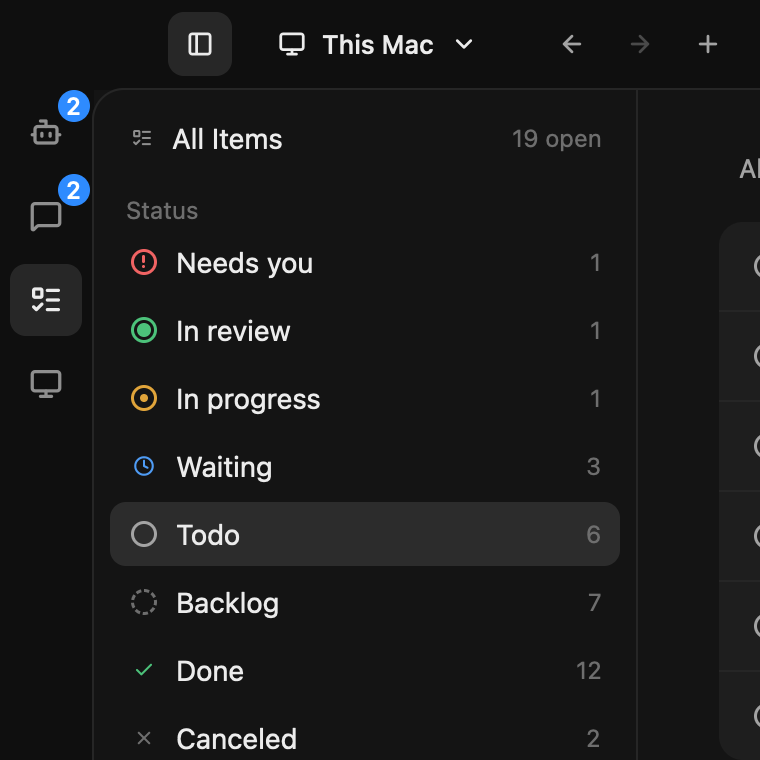 This Mac
2
All Items 19 open
2
Status
Needs you 1
In review 1
In progress 1
Waiting 3
Todo 6
Backlog 7
Done 12
Canceled 2